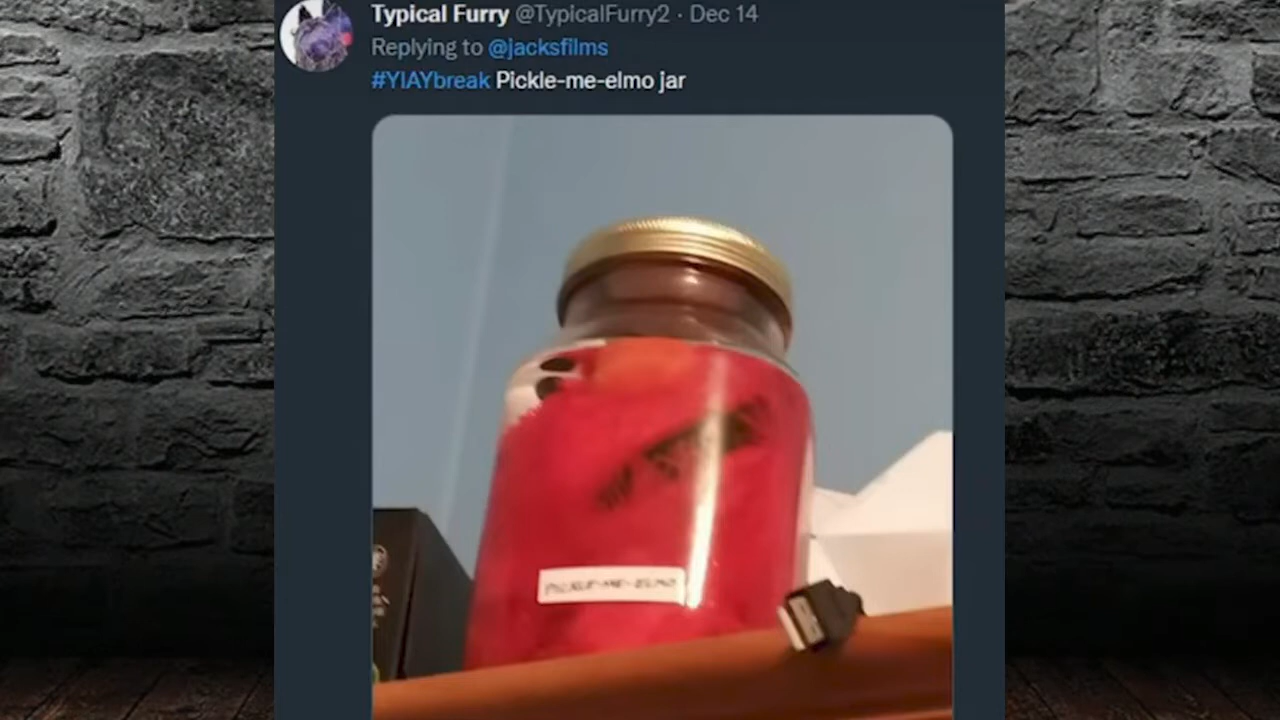 Typical Furry @TypicalFurry2 · Dec 14
Replying to @jacksfilms
#YIAYbreak Pickle-me-elmo jar
PICKLE-ME-ELMO